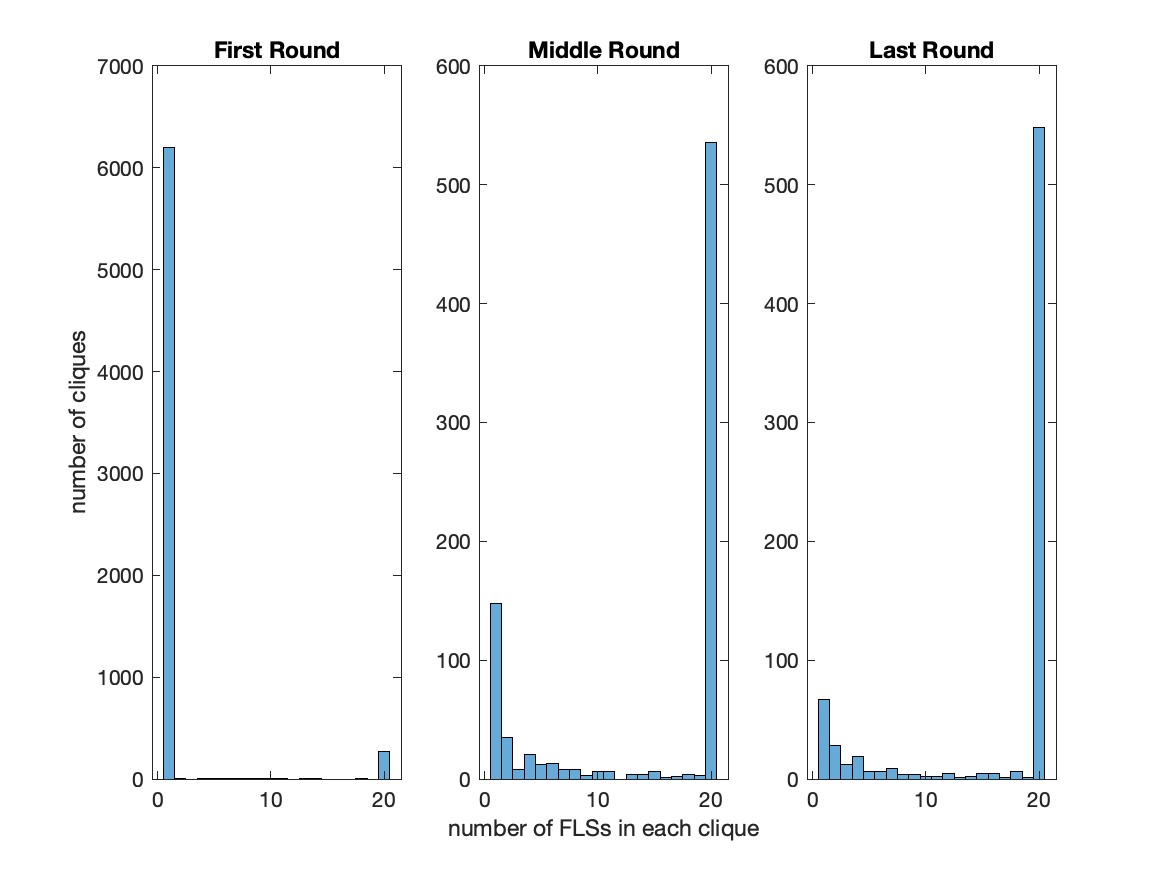 First Round
Middle Round
Last Round
7000
6000
5000
4000
3000
2000
1000
0
600
500
400
300
200
100
0
600
500
400
300
200
100
0
0 10 20
0 10 20
0 10 20
number of cliques
number of FLSs in each clique